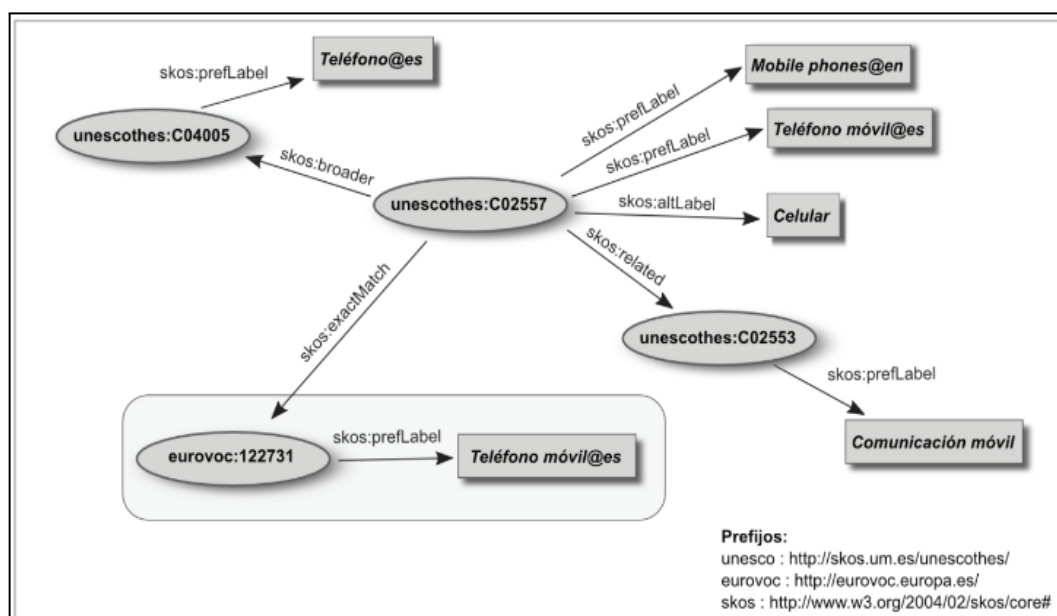 Teléfono@es
skos:prefLabel
Mobile phones@en
unescothes:C04005
skos:prefLabel
Teléfono móvil@es
skos:prefLabel
skos:broader
unescothes:C02557
skos:altLabel
Celular
skos:related
skos:exactMatch
unescothes:C02553
skos:prefLabel
Comunicación móvil
eurovoc:122731
skos:prefLabel
Teléfono móvil@es
Prefijos:
unesco : http://skos.um.es/unescothes/
eurovoc : http://eurovoc.europa.es/
skos : http://www.w3.org/2004/02/skos/core#